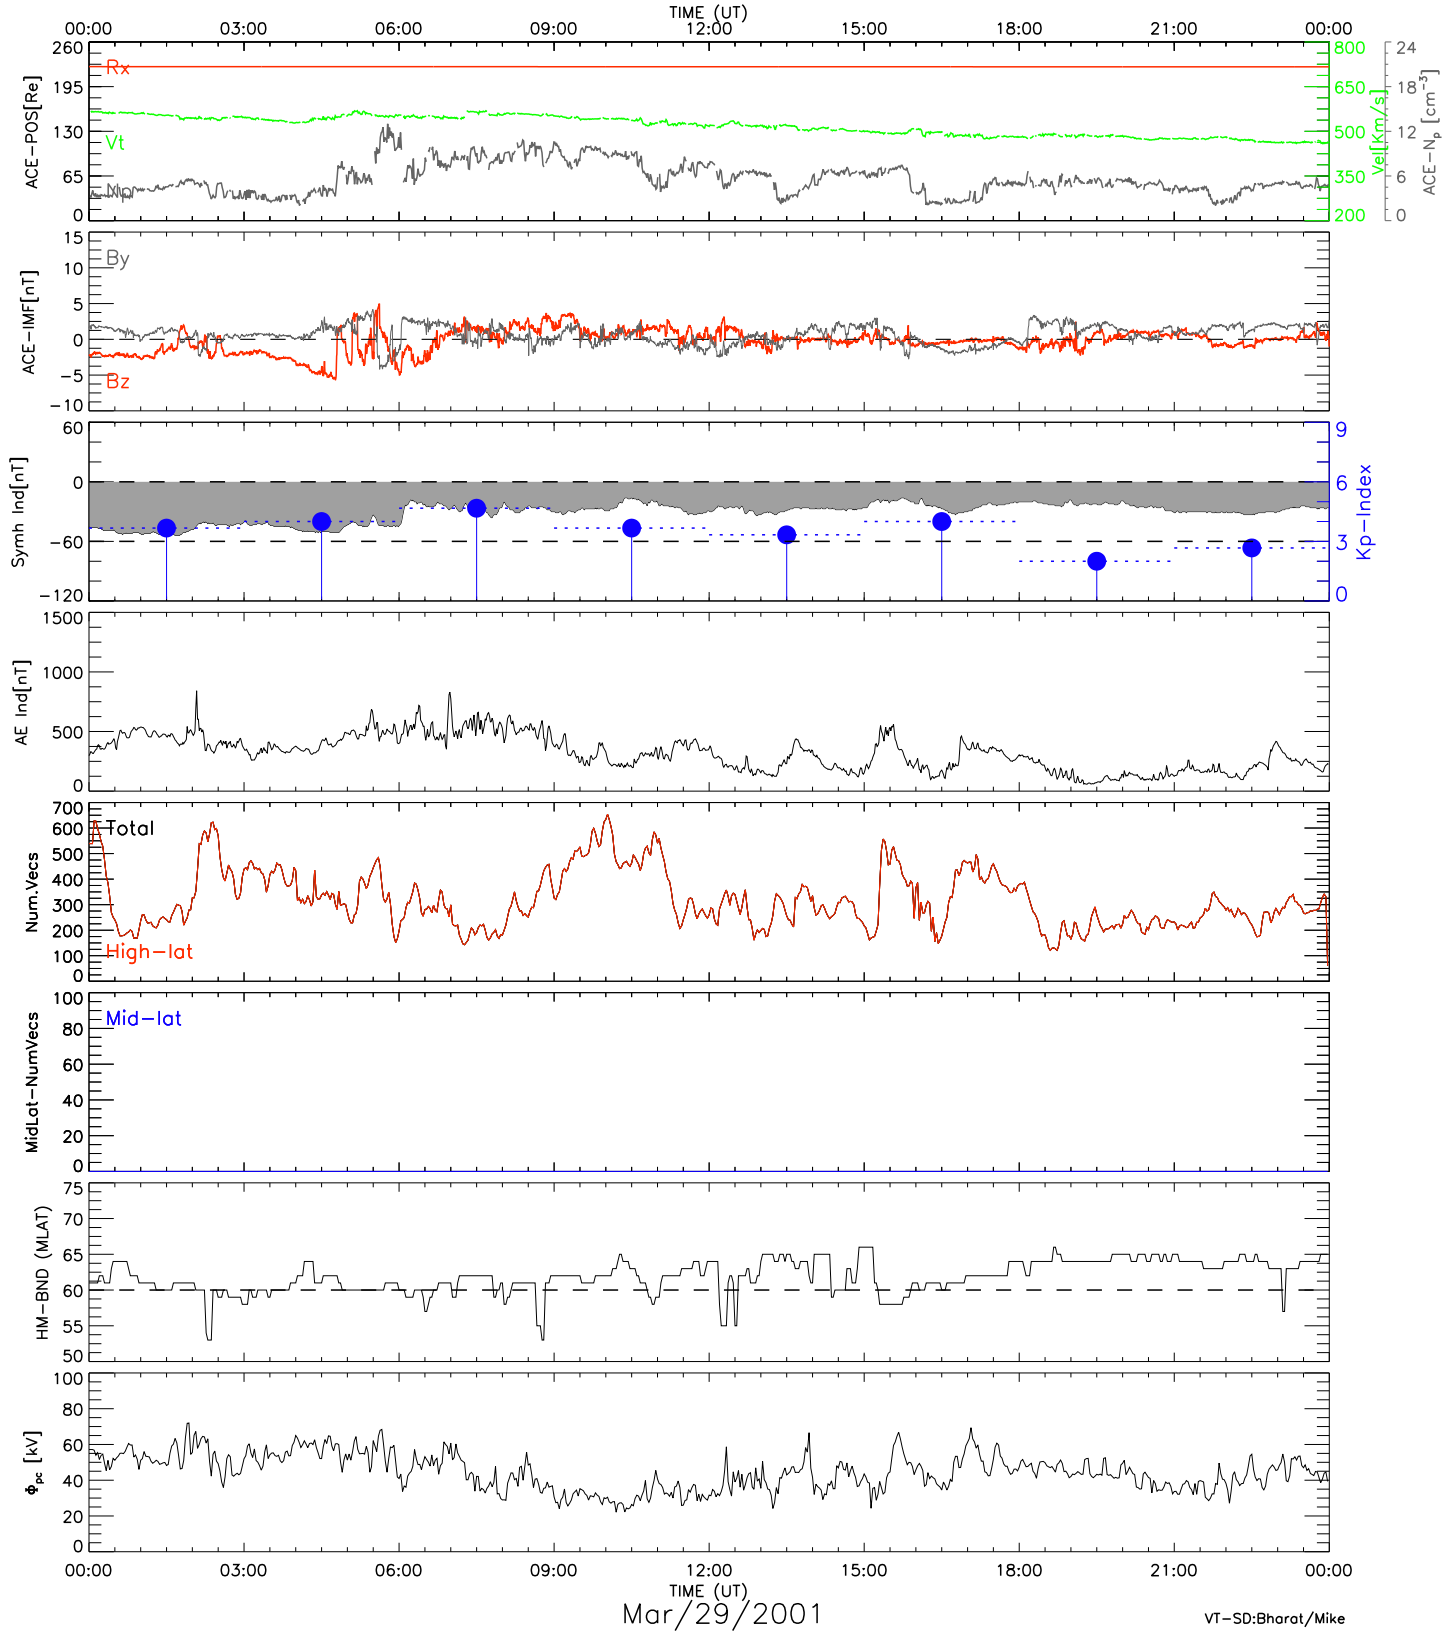 TIME (UT)
00:00 03:00 06:00 09:00 12:00 15:00 18:00 21:00 00:00
ACE-POS[Re]
260
195
130
65
0
Rx
Vt
Np
800
650
500
350
200
Vel[Km/s]
24
18
12
6
0
ACE-Np [cm-3]
ACE-IMF[nT]
15
10
5
0
-5
-10
By
Bz
Symh Ind[nT]
60
0
-60
-120
9
6
3
0
Kp-Index
AE Ind[nT]
1500
1000
500
0
Num.Vecs
700
600
500
400
300
200
100
0
Total
High-lat
MidLat-NumVecs
100
80
60
40
20
0
Mid-lat
HM-BND (MLAT)
75
70
65
60
55
50
Φpc [kV]
100
80
60
40
20
0
00:00 03:00 06:00 09:00 12:00 15:00 18:00 21:00 00:00
TIME (UT)
Mar/29/2001
VT-SD:Bharat/Mike